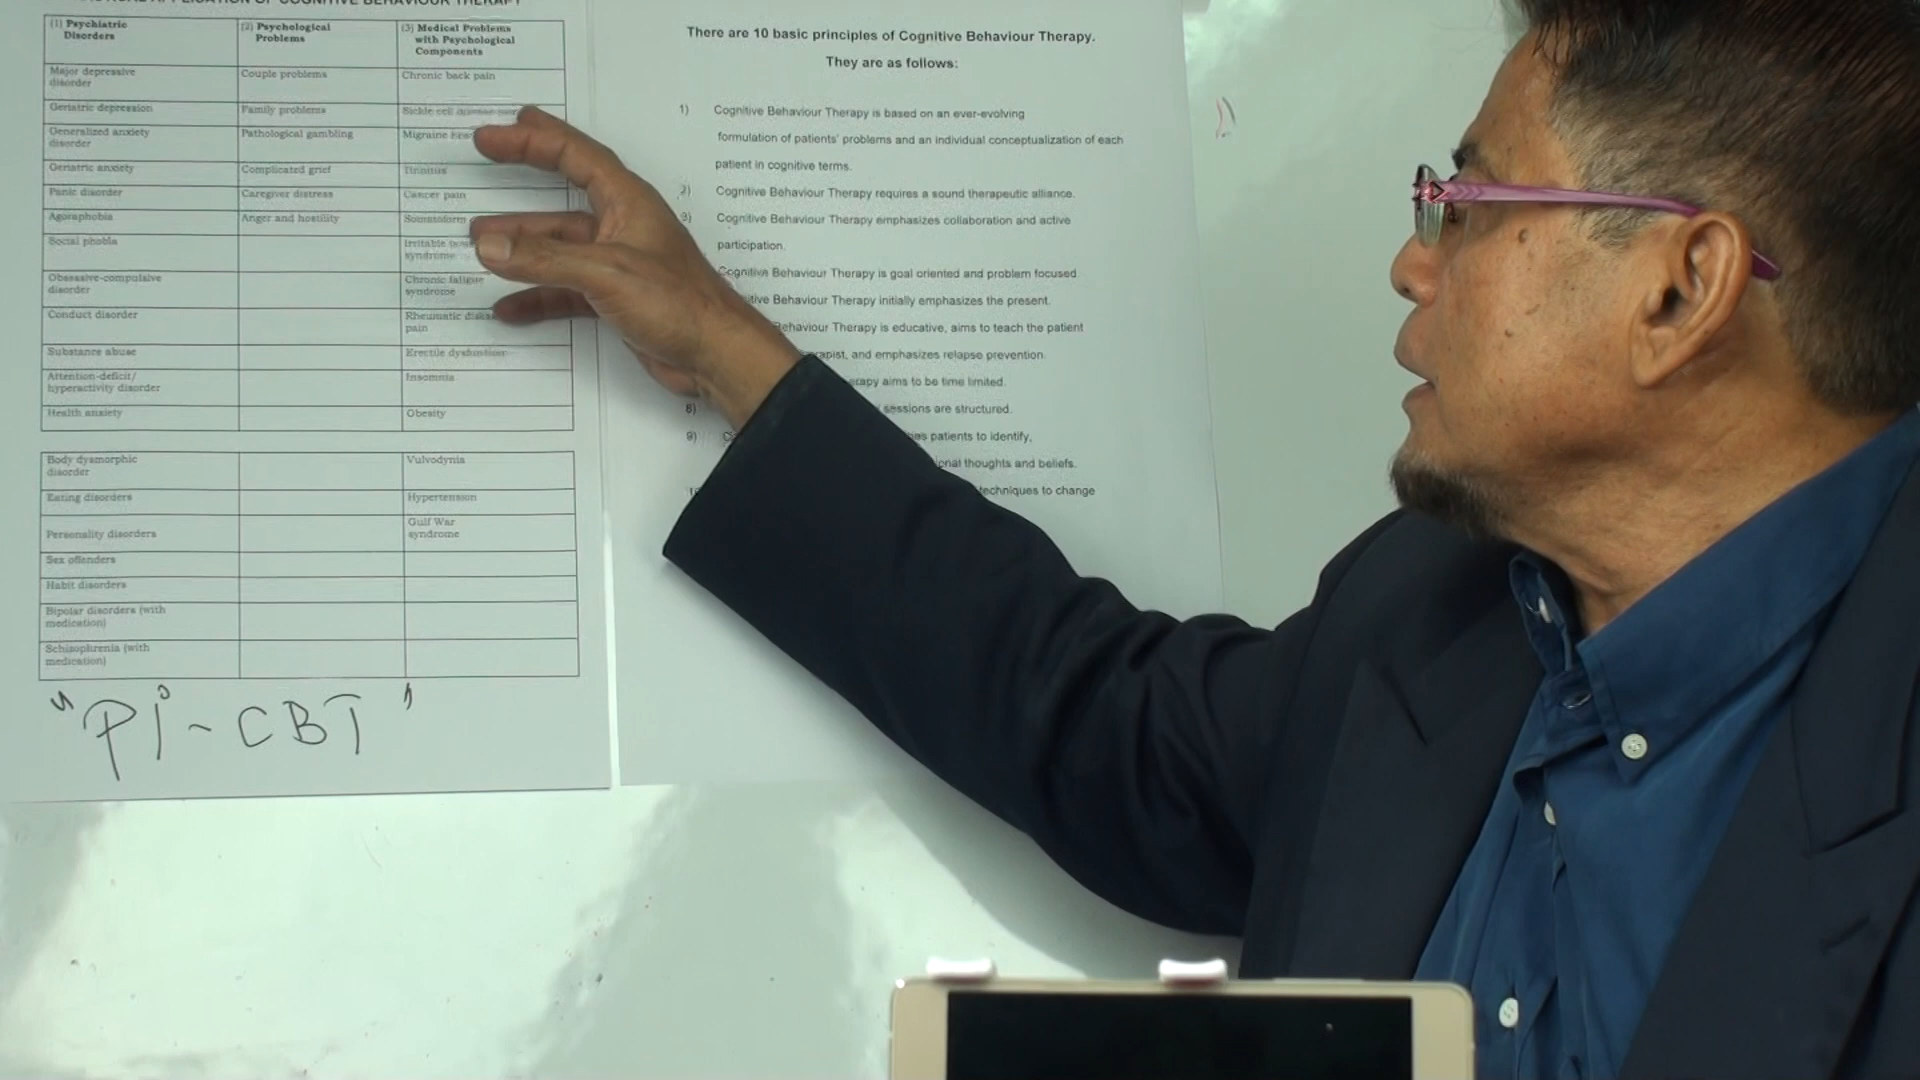 OF COGNITIVE BEHAVIOUR THERAPY
(1) Psychiatric
Disorders
(2) Psychological
Problems
(3) Medical Problems
with Psychological
Components
Major depressive
disorder
Couple problems
Chronic back pain
Geriatric depression
Family problems
Sickle cell disease
Generalized anxiety
disorder
Pathological gambling
Migraine
Geriatric anxiety
Complicated grief
Tinnitus
Panic disorder
Caregiver distress
Cancer pain
Agoraphobia
Anger and hostility
Somatoform
Social phobia
Irritable
syndrome
Obsessive-compulsive
disorder
Chronic fatigue
syndrome
Conduct disorder
Rheumatic
pain
Substance abuse
Erectile dysfunction
Attention-deficit/
hyperactivity disorder
Insomnia
Health anxiety
Obesity
Body dysmorphic
disorder
Vulvodynia
Eating disorders
Hypertension
Personality disorders
Gulf War
syndrome
Sex offenders
Habit disorders
Bipolar disorders (with
medication)
Schizophrenia (with
medication)
"Pi - CBT"
There are 10 basic principles of Cognitive Behaviour Therapy.
They are as follows:
1) Cognitive Behaviour Therapy is based on an ever-evolving
formulation of patients' problems and an individual conceptualization of each
patient in cognitive terms.
2) Cognitive Behaviour Therapy requires a sound therapeutic alliance.
3) Cognitive Behaviour Therapy emphasizes collaboration and active
participation.
Cognitive Behaviour Therapy is goal oriented and problem focused.
Behaviour Therapy initially emphasizes the present.
Behaviour Therapy is educative, aims to teach the patient
and emphasizes relapse prevention.
aims to be time limited.
8) sessions are structured.
9) patients to identify,
thoughts and beliefs.
techniques to change